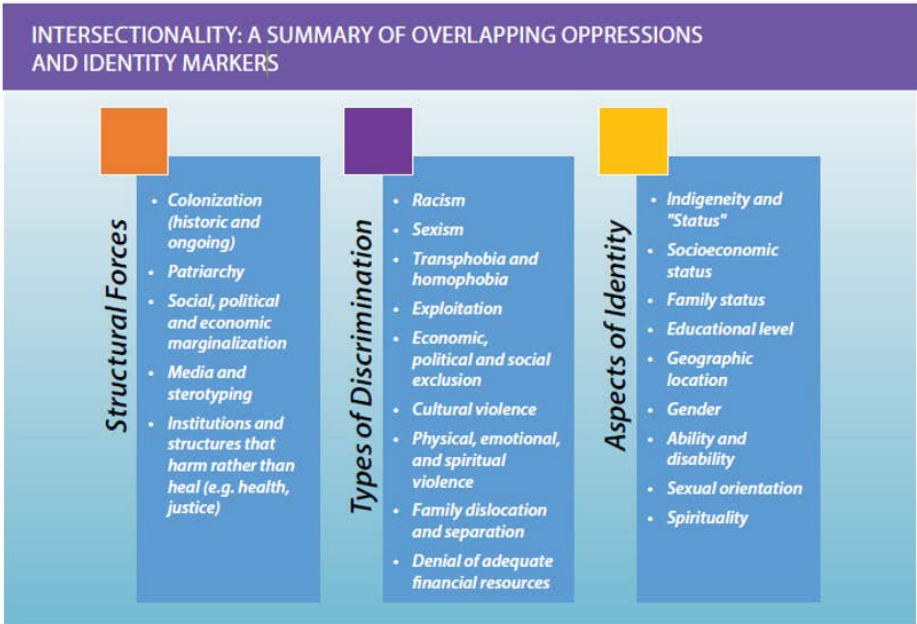 INTERSECTIONALITY: A SUMMARY OF OVERLAPPING OPPRESSIONS
AND IDENTITY MARKERS
Structural Forces
• Colonization
(historic and
ongoing)
• Patriarchy
• Social, political
and economic
marginalization
• Media and
sterotyping
• Institutions and
structures that
harm rather than
heal (e.g. health,
justice)
Types of Discrimination
• Racism
• Sexism
• Transphobia and
homophobia
• Exploitation
• Economic,
political and social
exclusion
• Cultural violence
• Physical, emotional,
and spiritual
violence
• Family dislocation
and separation
• Denial of adequate
financial resources
Aspects of Identity
• Indigeneity and
"Status"
• Socioeconomic
status
• Family status
• Educational level
• Geographic
location
• Gender
• Ability and
disability
• Sexual orientation
• Spirituality